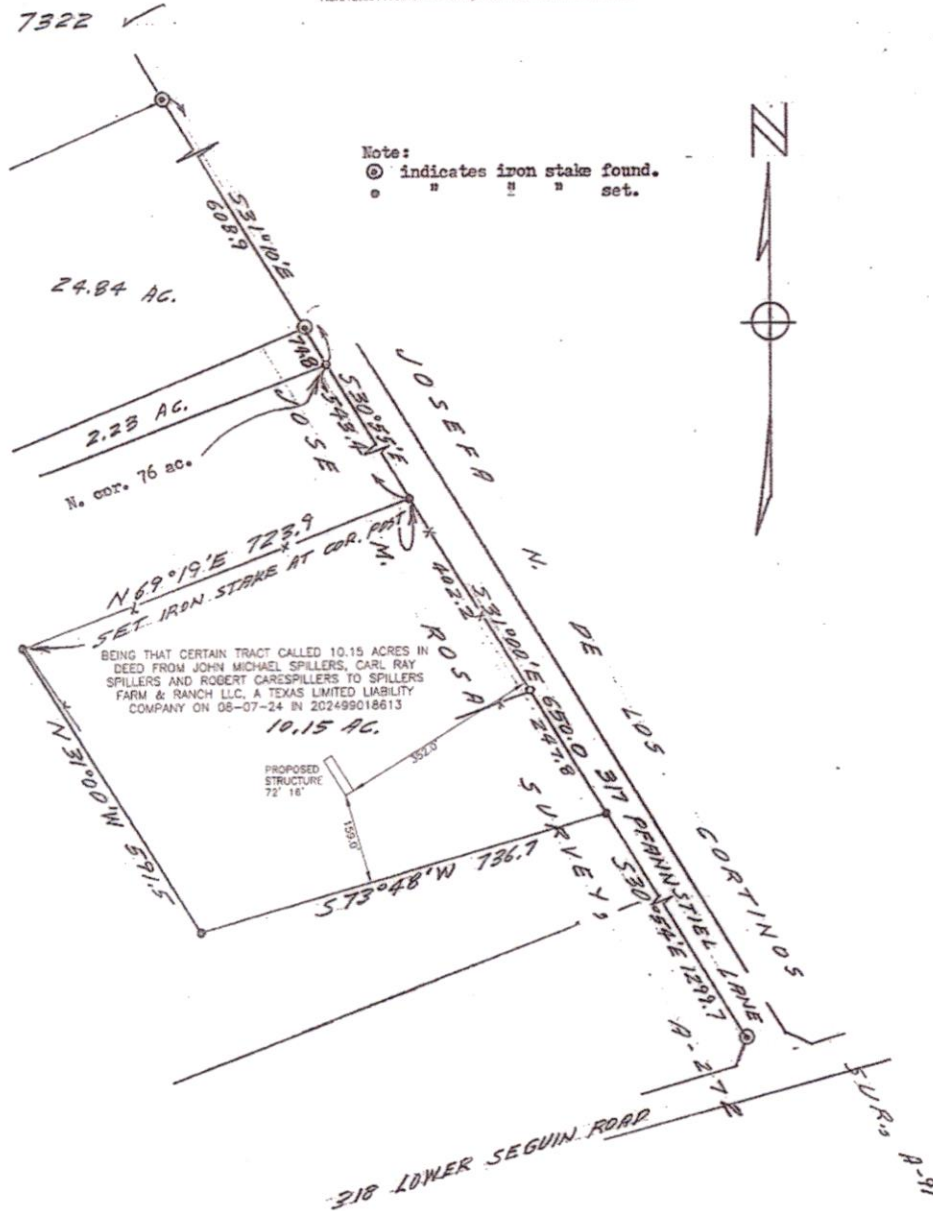 7322 ✓
Note:
⦾ indicates iron stake found.
o " " " set.
N
S31°10'E
608.9
24.84 AC.
74.8
2.23 AC.
N. cor. 76 ac.
S30°55'E
543.4
JOSE
M.
ROSA
SURVEY,
A-272
JOSEFA
N.
DE LOS
CORTINOS
SUR. A-91
N69°19'E 723.9
SET IRON STAKE AT COR. POST
402.2
S31°00'E 650.0
247.8
BEING THAT CERTAIN TRACT CALLED 10.15 ACRES IN
DEED FROM JOHN MICHAEL SPILLERS, CARL RAY
SPILLERS AND ROBERT CARESPILLERS TO SPILLERS
FARM & RANCH LLC, A TEXAS LIMITED LIABILITY
COMPANY ON 08-07-24 IN 202499018613
10.15 AC.
PROPOSED
STRUCTURE
72' 16'
352.0'
159.0'
N31°00'W 591.5
S73°48'W 736.7
317 PFANNSTIEL LANE
S30°54'E 1299.7
318 LOWER SEGUIN ROAD